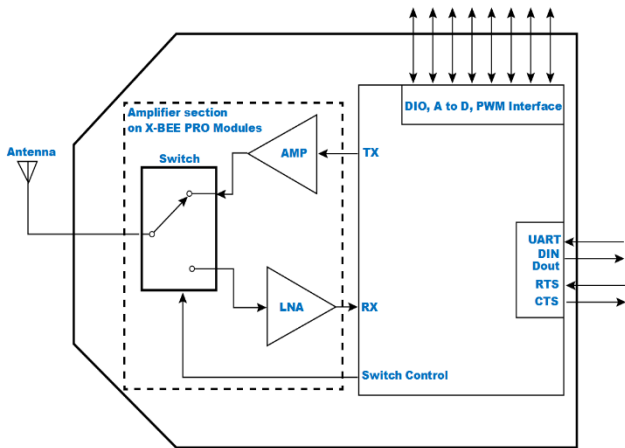 DIO, A to D, PWM Interface
Amplifier section
on X-BEE PRO Modules
Antenna
Switch
AMP
TX
UART
DIN
Dout
RTS
CTS
LNA
RX
Switch Control